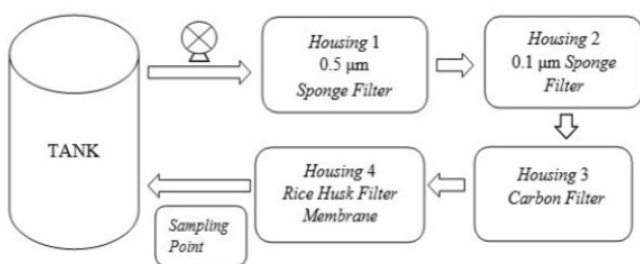 TANK
Housing 1
0.5 μm
Sponge Filter
Housing 2
0.1 μm Sponge
Filter
Housing 3
Carbon Filter
Housing 4
Rice Husk Filter
Membrane
Sampling
Point